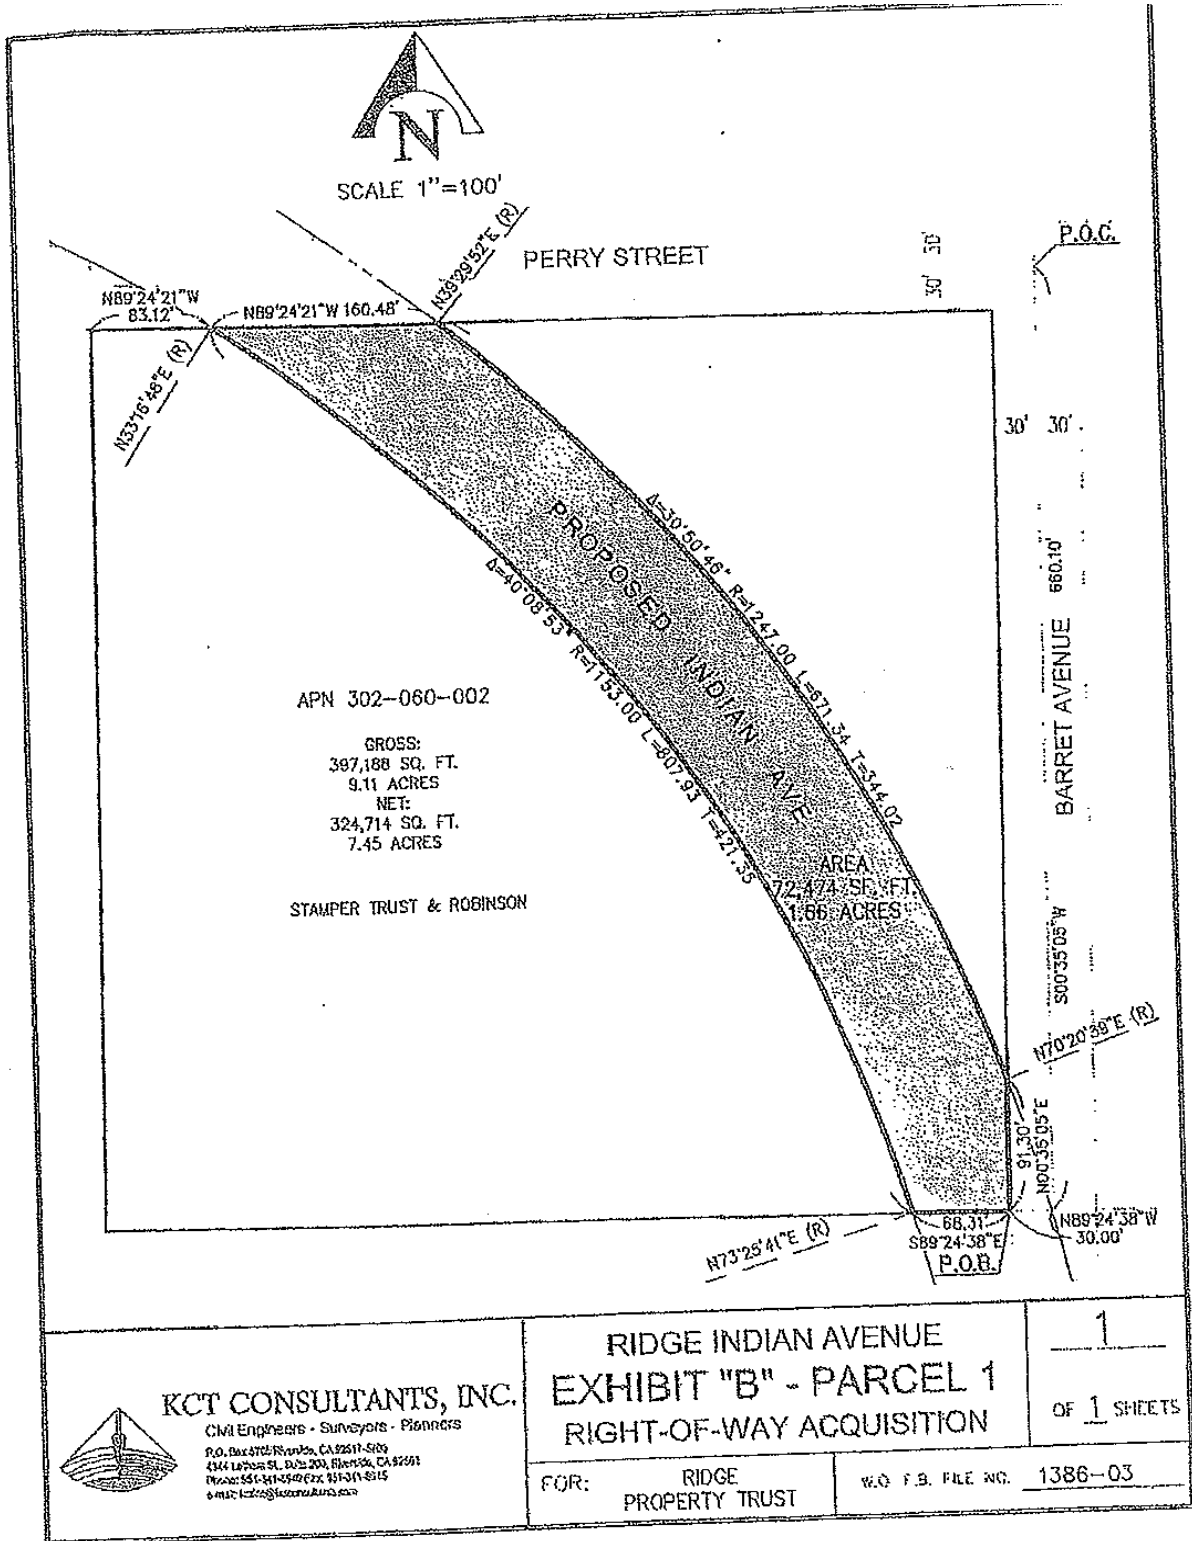 N
SCALE 1"=100'
PERRY STREET
P.O.C.
30' 30'
N39°29'52"E (R)
N89°24'21"W
83.12'
N89°24'21"W 160.48'
N33°16'48"E (R)
30' 30'
Δ=30°50'46" R=1247.00 L=671.34 T=344.02
PROPOSED INDIAN AVE
Δ=40°08'53" R=1153.00 L=807.93 T=421.35
BARRET AVENUE 660.10'
S00°35'05"W
APN 302-060-002
GROSS:
397,188 SQ. FT.
9.11 ACRES
NET:
324,714 SQ. FT.
7.45 ACRES
STAMPER TRUST & ROBINSON
AREA
72,474 SF. FT.
1.66 ACRES
N70°20'39"E (R)
91.30'
N00°35'05"E
N73°25'41"E (R)
68.31'
S89°24'38"E
P.O.B.
N89°24'38"W
30.00'
KCT CONSULTANTS, INC.
Civil Engineers - Surveyors - Planners
RIDGE INDIAN AVENUE
EXHIBIT "B" - PARCEL 1
RIGHT-OF-WAY ACQUISITION
FOR: RIDGE
PROPERTY TRUST
W.O F.B. FILE NO. 1386-03
1
OF 1 SHEETS